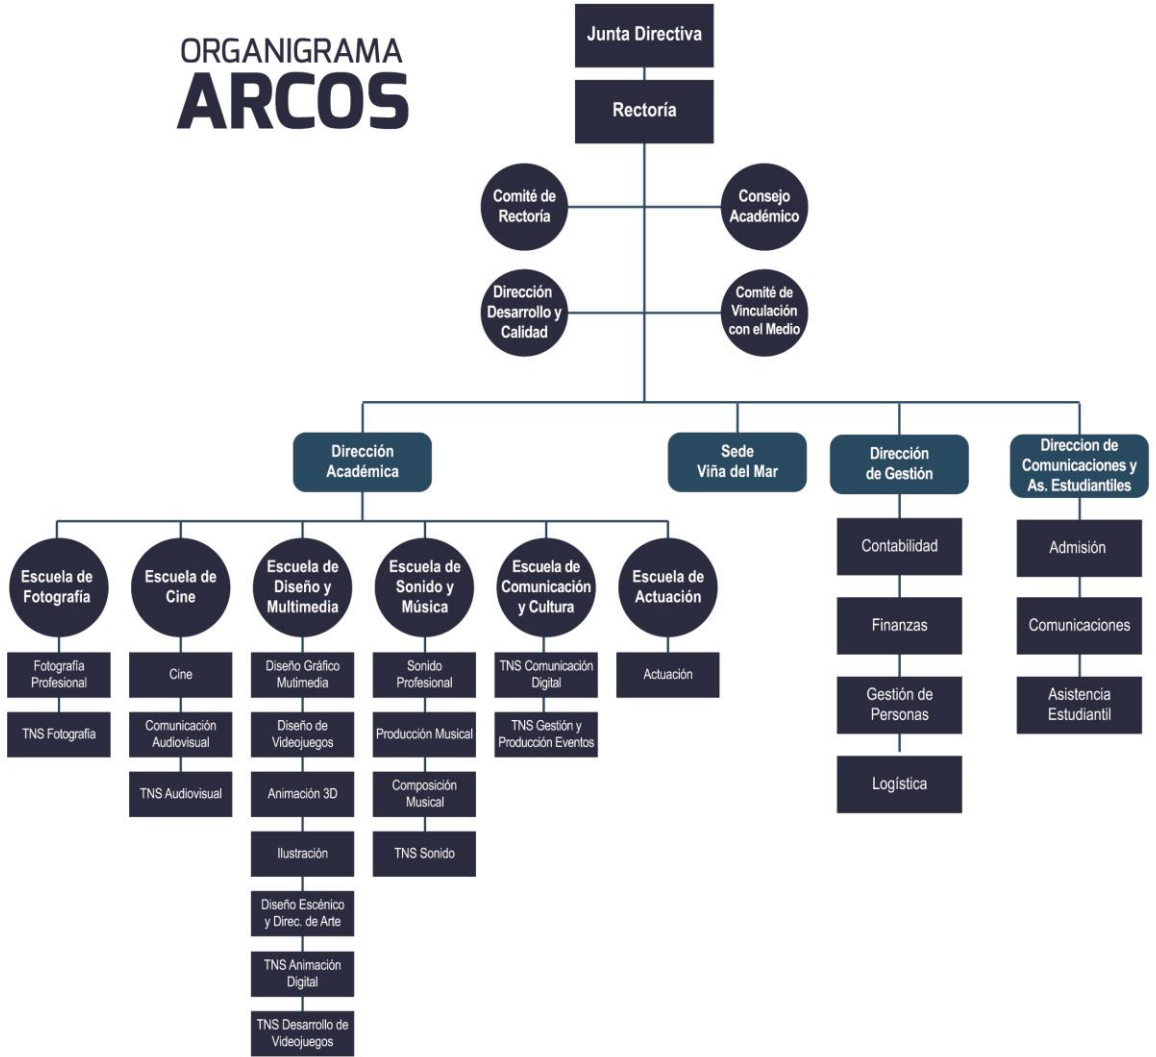 ORGANIGRAMA
ARCOS
Junta Directiva
Rectoría
Comité de
Rectoría
Consejo
Académico
Dirección
Desarrollo y
Calidad
Comité de
Vinculación
con el Medio
Dirección
Académica
Sede
Viña del Mar
Dirección
de Gestión
Direccion de
Comunicaciones y
As. Estudiantiles
Escuela de
Fotografía
Fotografía
Profesional
TNS Fotografia
Escuela de
Cine
Cine
Comunicación
Audiovisual
TNS Audiovisual
Escuela de
Diseño y
Multimedia
Diseño Gráfico
Mutimedia
Diseño de
Videojuegos
Animación 3D
Ilustración
Diseño Escénico
y Direc. de Arte
TNS Animación
Digital
TNS Desarrollo de
Videojuegos
Escuela de
Sonido y
Música
Sonido
Profesional
Producción Musical
Composición
Musical
TNS Sonido
Escuela de
Comunicación
y Cultura
TNS Comunicación
Digital
TNS Gestión y
Producción Eventos
Escuela de
Actuación
Actuación
Contabilidad
Finanzas
Gestión de
Personas
Logística
Admisión
Comunicaciones
Asistencia
Estudiantil